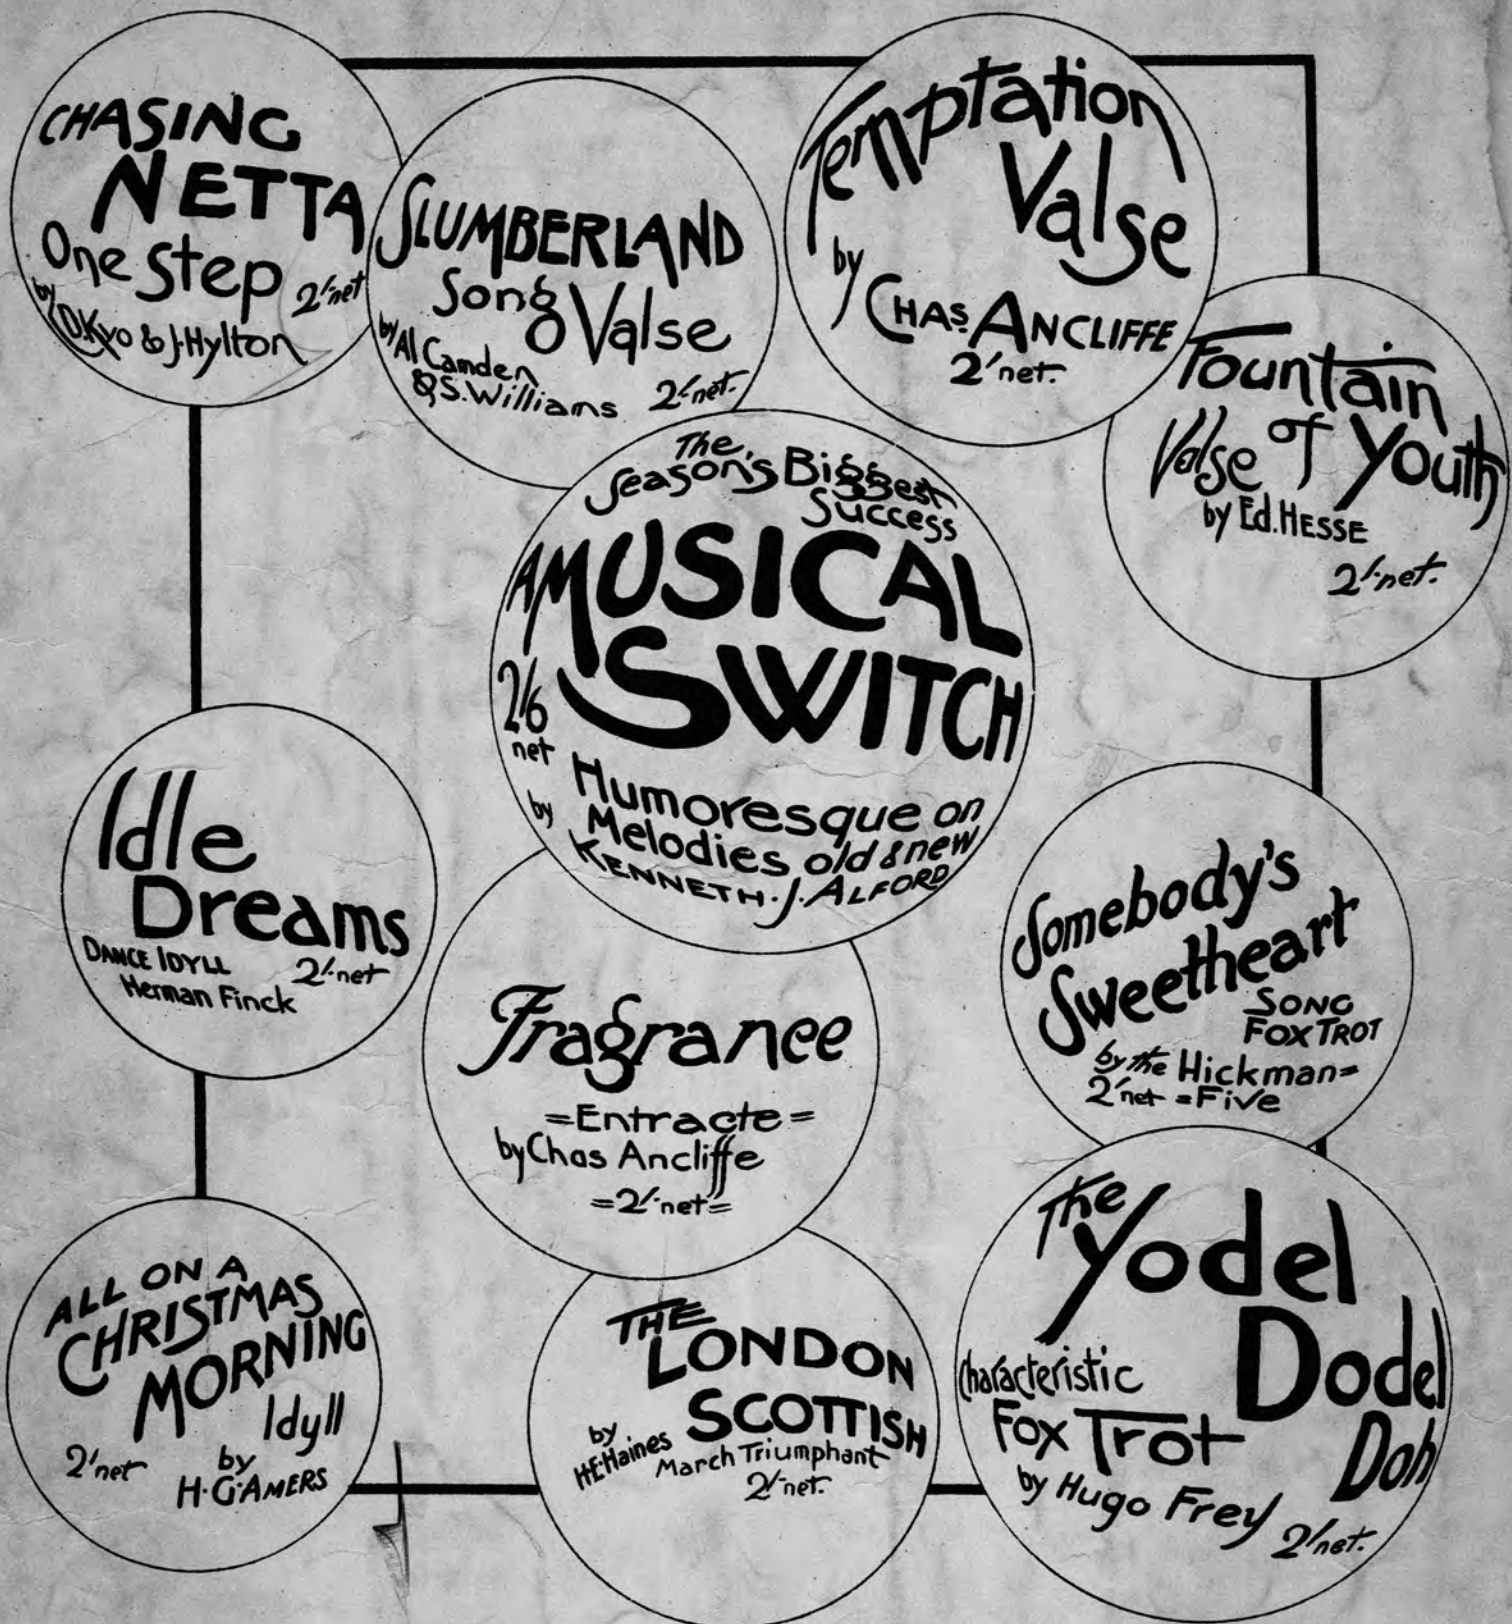 CHASING
NETTA
One Step
2/-net
by D. Kyo & J. Hylton
SLUMBERLAND
Song Valse
by Al Camden
& S. Williams 2/-net.
Temptation
Valse
by CHAS. ANCLIFFE
2/net.
Fountain
Valse of Youth
by Ed. HESSE
2/-net.
The
Season's Biggest
Success
A MUSICAL
SWITCH
2/6
net
Humoresque on
Melodies old & new
by KENNETH. J. ALFORD
Idle
Dreams
DANCE IDYLL 2/-net
Herman Finck
Fragrance
=Entracte=
by Chas Ancliffe
=2/-net=
Somebody's
Sweetheart
SONG
FOX TROT
by the Hickman=
2/net =Five
ALL ON A
CHRISTMAS
MORNING
Idyll
2/net by
H. G. AMERS
THE
LONDON
SCOTTISH
by H.E. Haines March Triumphant
2/-net.
The
Yodel
Dodel
Doh
Characteristic
Fox Trot
by Hugo Frey 2/net.